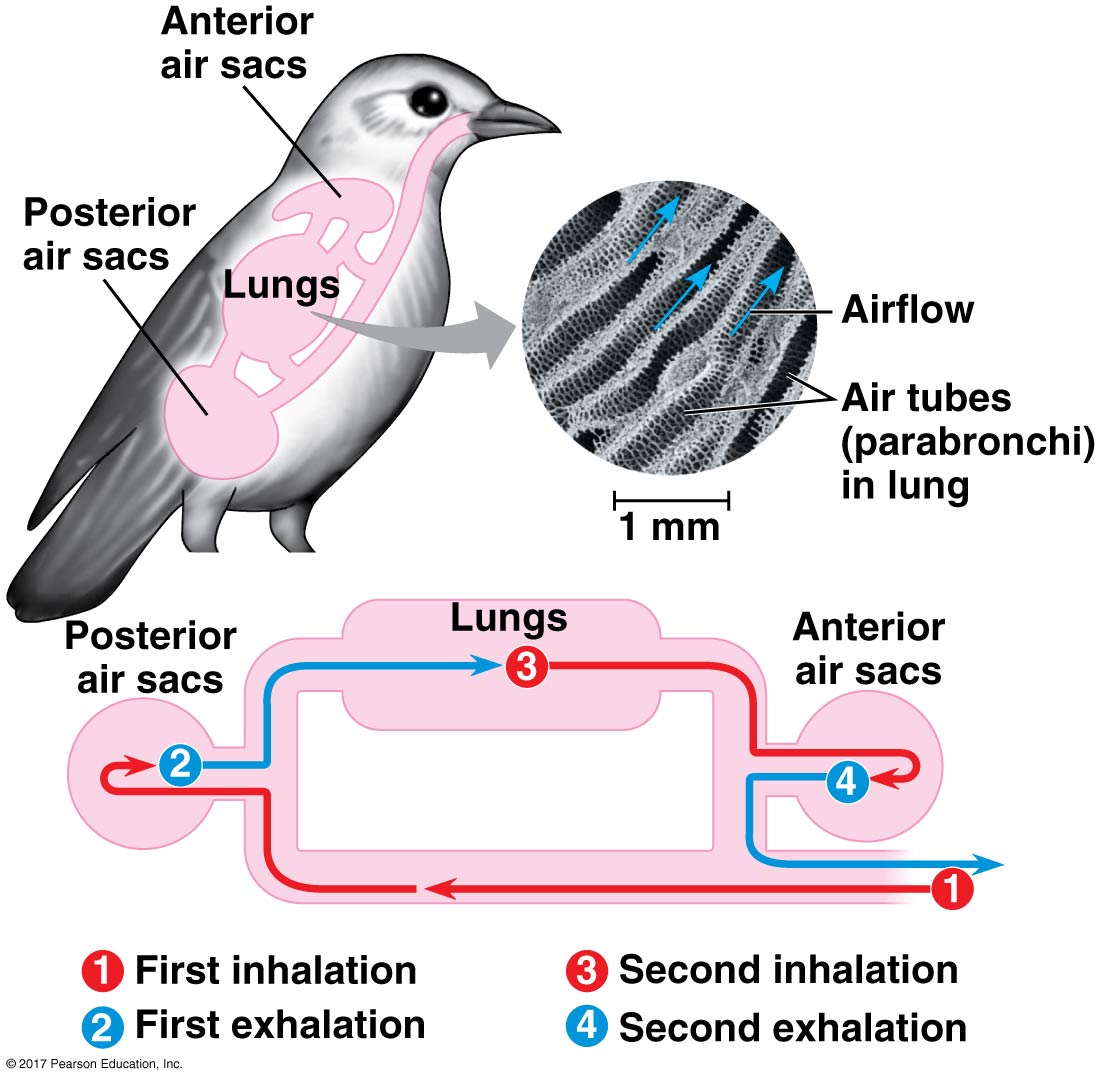 Anterior
air sacs
Posterior
air sacs
Lungs
Airflow
Air tubes
(parabronchi)
in lung
1 mm
Posterior
air sacs
Lungs
Anterior
air sacs
3
2
4
1
1 First inhalation
2 First exhalation
3 Second inhalation
4 Second exhalation
© 2017 Pearson Education, Inc.